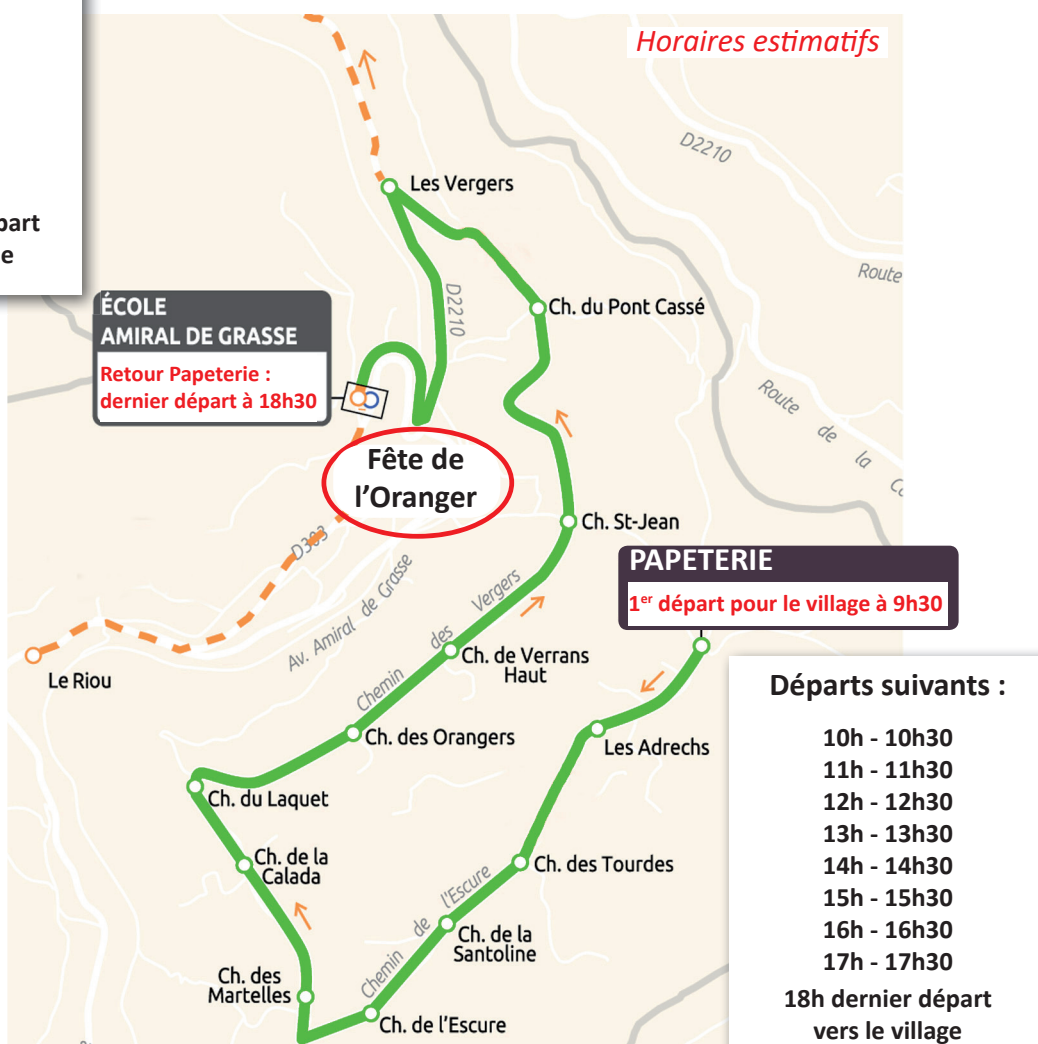 Horaires estimatifs
part
e
D2210
Les Vergers
Route
ÉCOLE
AMIRAL DE GRASSE
Retour Papeterie :
dernier départ à 18h30
D2210
Ch. du Pont Cassé
Route de la
Fête de
l'Oranger
Ch. St-Jean
D303
Av. Amiral de Grasse
PAPETERIE
1er départ pour le village à 9h30
Chemin des Vergers
Ch. de Verrans
Haut
Le Riou
Ch. des Orangers
Les Adrechs
Ch. du Laquet
Ch. de la
Calada
Ch. des Tourdes
Chemin de l'Escure
Ch. de la
Santoline
Ch. des
Martelles
Ch. de l'Escure
Départs suivants :
10h - 10h30
11h - 11h30
12h - 12h30
13h - 13h30
14h - 14h30
15h - 15h30
16h - 16h30
17h - 17h30
18h dernier départ
vers le village